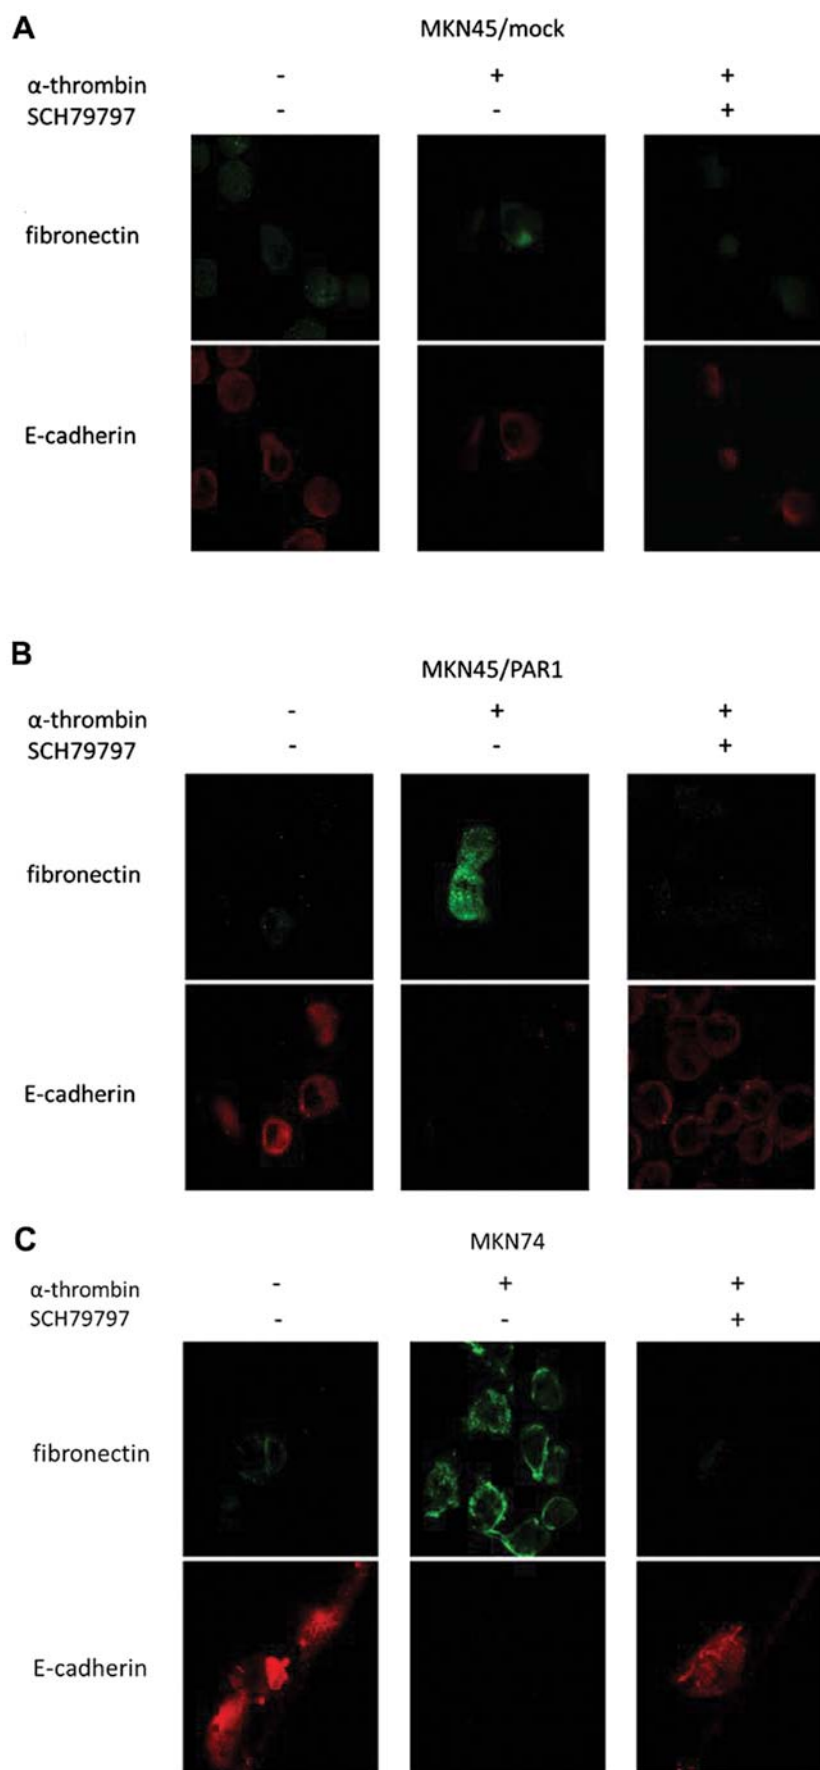 A
MKN45/mock
α-thrombin - + +
SCH79797 - - +
fibronectin
E-cadherin
B
MKN45/PAR1
α-thrombin - + +
SCH79797 - - +
fibronectin
E-cadherin
C
MKN74
α-thrombin - + +
SCH79797 - - +
fibronectin
E-cadherin